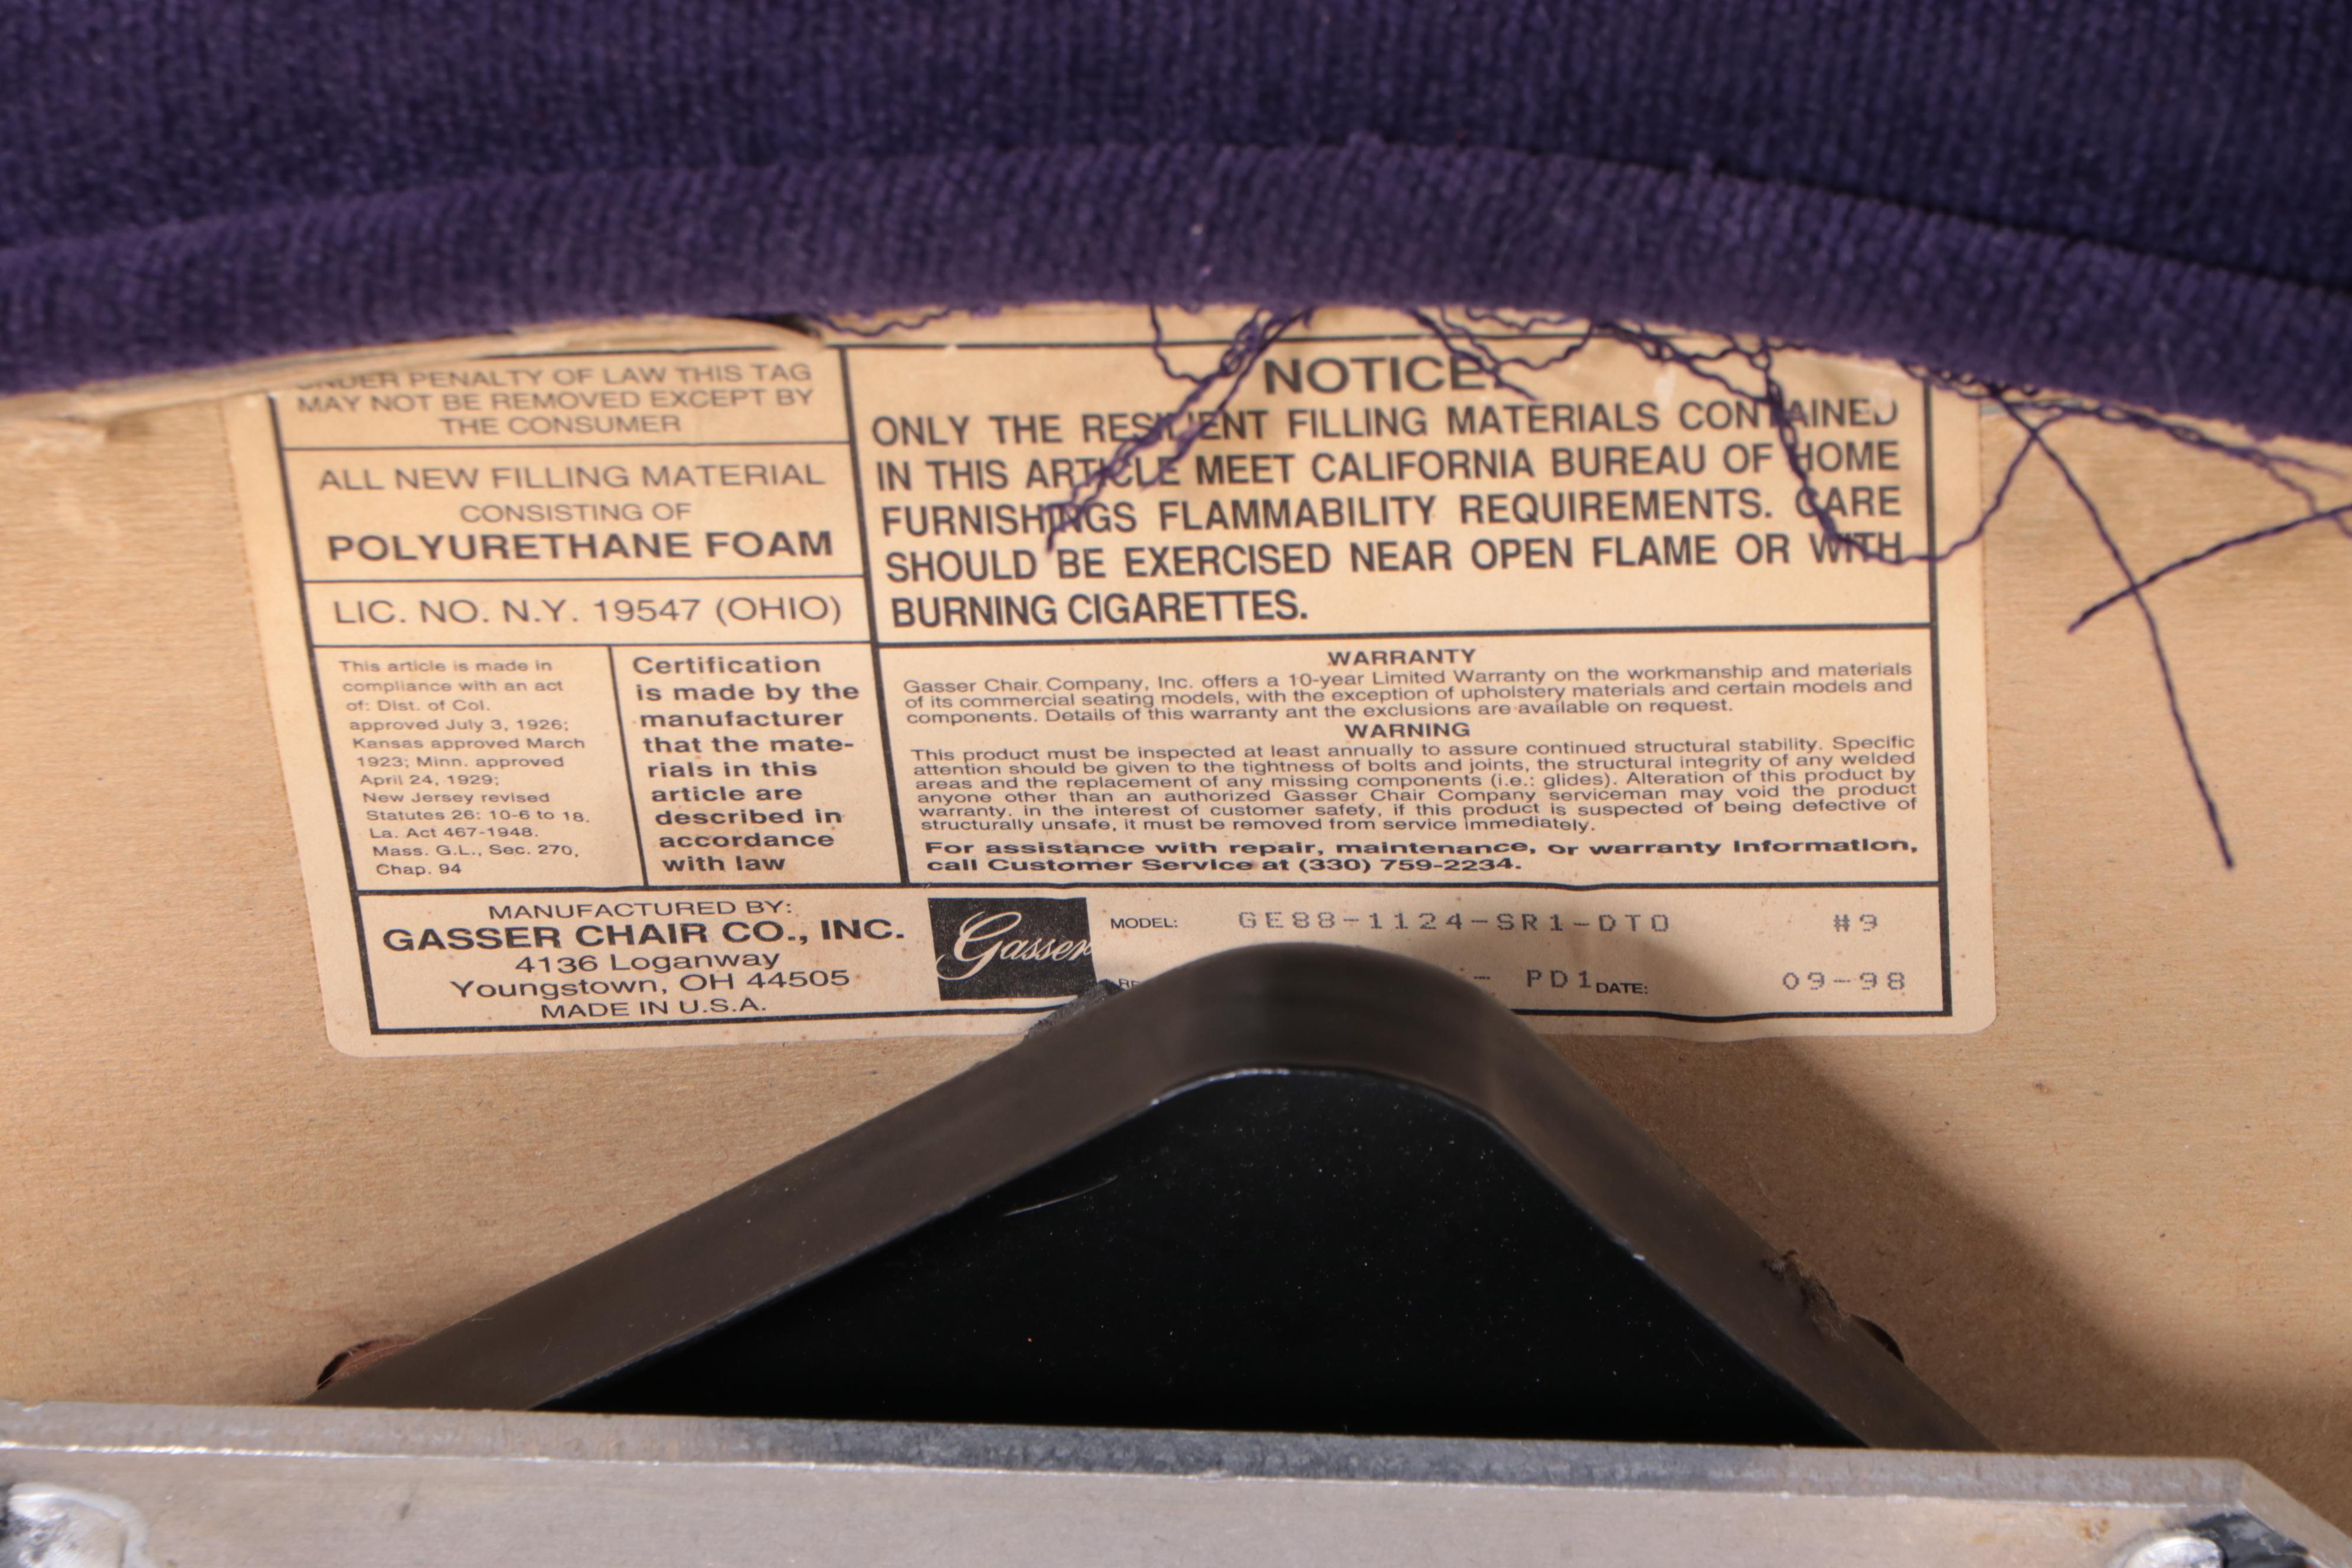 UNDER PENALTY OF LAW THIS TAG
MAY NOT BE REMOVED EXCEPT BY
THE CONSUMER
ALL NEW FILLING MATERIAL
CONSISTING OF
POLYURETHANE FOAM
LIC. NO. N.Y. 19547 (OHIO)
This article is made in
compliance with an act
of: Dist. of Col.
approved July 3, 1926;
Kansas approved March
1923; Minn. approved
April 24, 1929;
New Jersey revised
Statutes 26: 10-6 to 18.
La. Act 467-1948.
Mass. G.L., Sec. 270,
Chap. 94
Certification
is made by the
manufacturer
that the mate-
rials in this
article are
described in
accordance
with law
NOTICE:
ONLY THE RESILIENT FILLING MATERIALS CONTAINED
IN THIS ARTICLE MEET CALIFORNIA BUREAU OF HOME
FURNISHINGS FLAMMABILITY REQUIREMENTS. CARE
SHOULD BE EXERCISED NEAR OPEN FLAME OR WITH
BURNING CIGARETTES.
WARRANTY
Gasser Chair Company, Inc. offers a 10-year Limited Warranty on the workmanship and materials
of its commercial seating models, with the exception of upholstery materials and certain models and
components. Details of this warranty ant the exclusions are available on request.
WARNING
This product must be inspected at least annually to assure continued structural stability. Specific
attention should be given to the tightness of bolts and joints, the structural integrity of any welded
areas and the replacement of any missing components (i.e.: glides). Alteration of this product by
anyone other than an authorized Gasser Chair Company serviceman may void the product
warranty. in the interest of customer safety, if this product is suspected of being defective of
structurally unsafe, it must be removed from service immediately.
For assistance with repair, maintenance, or warranty information,
call Customer Service at (330) 759-2234.
MANUFACTURED BY:
GASSER CHAIR CO., INC.
4136 Loganway
Youngstown, OH 44505
MADE IN U.S.A.
Gasser
MODEL: GE88-1124-SR1-DTO #9
- PD1 DATE: 09-98